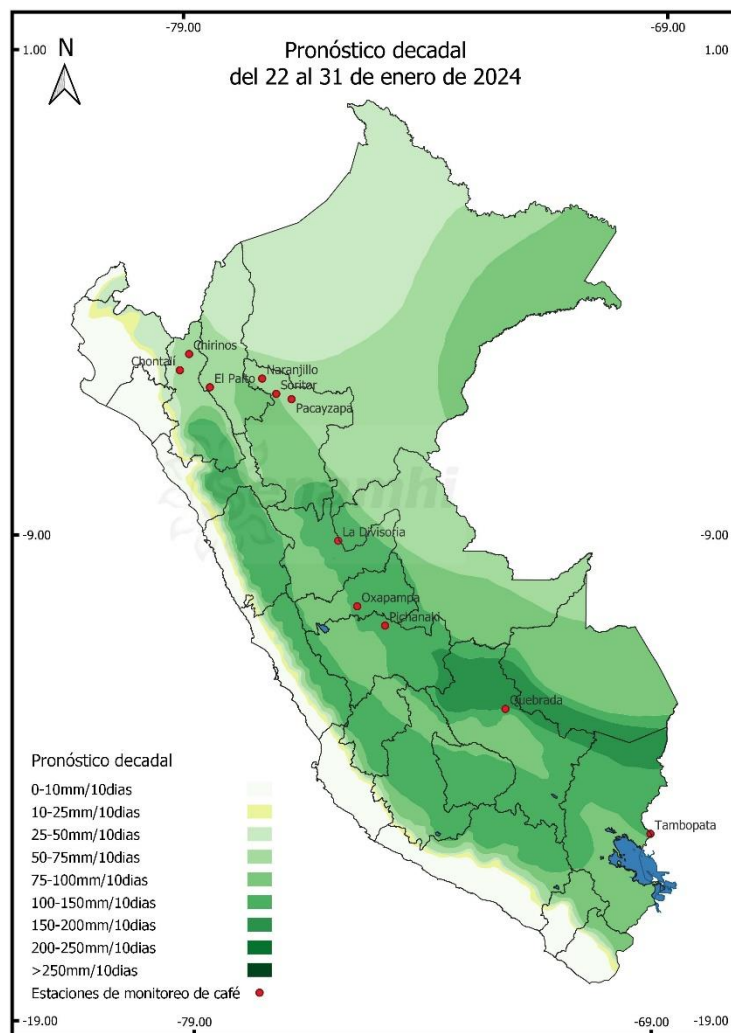 -79.00
-69.00
1.00
1.00
N
Pronóstico decadal
del 22 al 31 de enero de 2024
Chirinos
Chontalí
El Palto
Naranjillo
Soritor
Pacayzapa
Senamhi
-9.00
-9.00
La Divisoria
Oxapampa
Pichanaki
Quebrada
Tambopata
Pronóstico decadal
0-10mm/10dias
10-25mm/10dias
25-50mm/10dias
50-75mm/10dias
75-100mm/10dias
100-150mm/10dias
150-200mm/10dias
200-250mm/10dias
>250mm/10dias
Estaciones de monitoreo de café
-19.00
-19.00
-79.00
-69.00